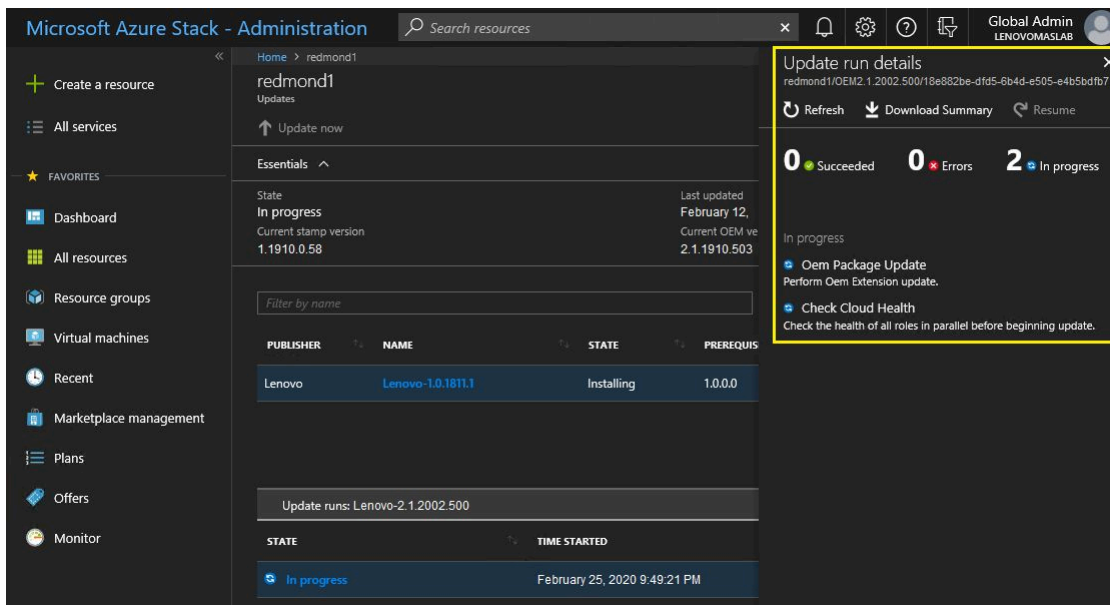 Microsoft Azure Stack - Administration
Search resources
Global Admin
LENOVOMASLAB
Create a resource
All services
FAVORITES
Dashboard
All resources
Resource groups
Virtual machines
Recent
Marketplace management
Plans
Offers
Monitor
Home > redmond1
redmond1
Updates
Update now
Essentials
State
In progress
Current stamp version
1.1910.0.58
Last updated
February 12,
Current OEM ve
2.1.1910.503
Filter by name
PUBLISHER NAME STATE PREREQUIS
Lenovo Lenovo-1.0.1811.1 Installing 1.0.0.0
Update runs: Lenovo-2.1.2002.500
STATE TIME STARTED
In progress February 25, 2020 9:49:21 PM
Update run details
redmond1/OEM2.1.2002.500/18e882be-dfd5-6b4d-e505-e4b5bdfb7
Refresh Download Summary Resume
0 Succeeded 0 Errors 2 In progress
In progress
Oem Package Update
Perform Oem Extension update.
Check Cloud Health
Check the health of all roles in parallel before beginning update.